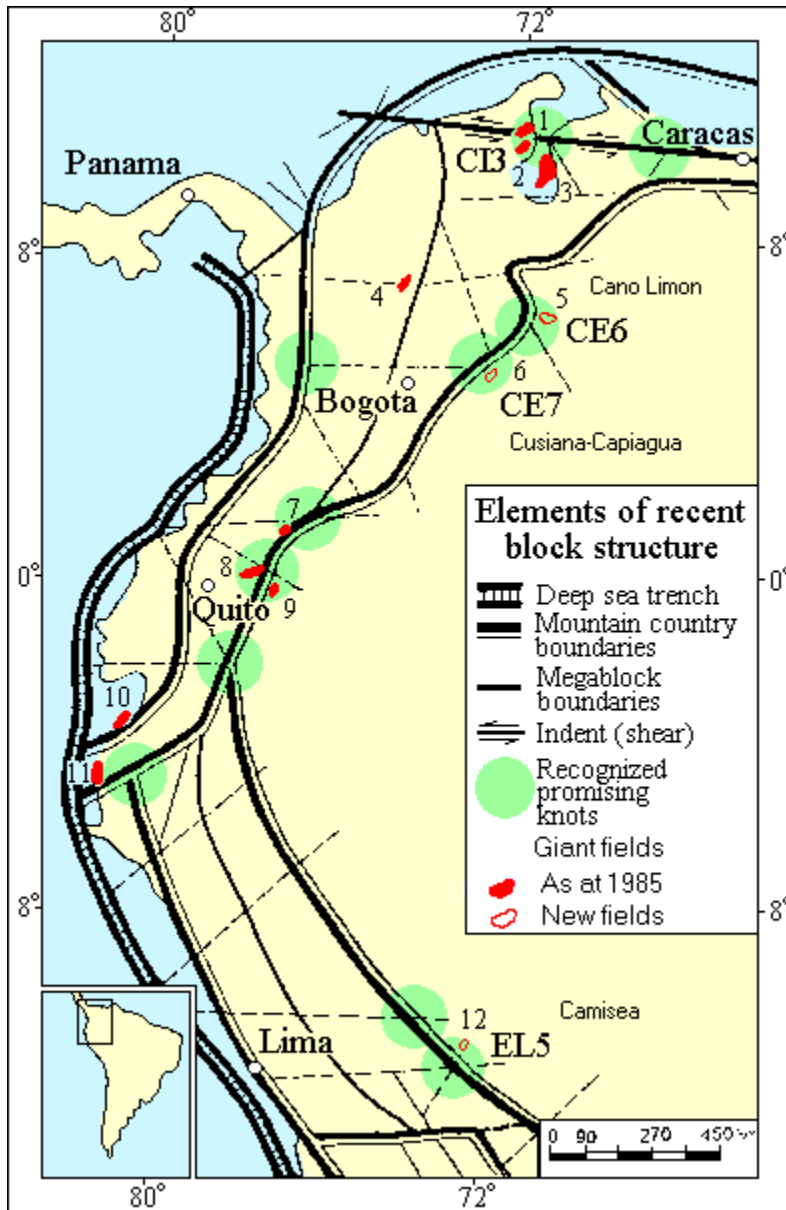 80° 72°
1
Caracas
Panama
CI3
2
3
8° 8°
4
Cano Limon
5
CE6
6
Bogota
CE7
Cusiana-Capiagua
7
Elements of recent
block structure
8
0° 0°
Quito
9
Deep sea trench
Mountain country
boundaries
10
Megablock
boundaries
Indent (shear)
11
Recognized
promising
knots
Giant fields
As at 1985
New fields
8° 8°
Camisea
12
Lima
EL5
0 90 270 450
80° 72°